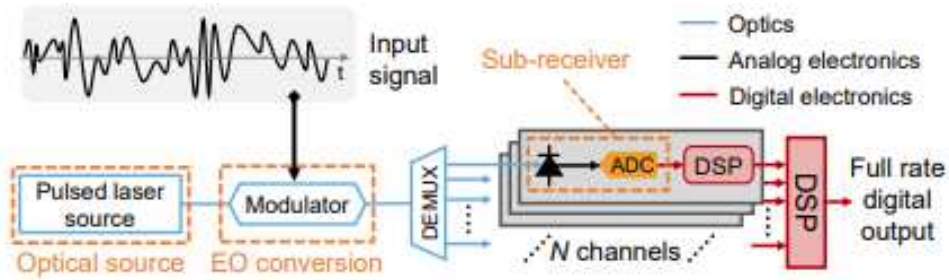 Input
signal
t
Optics
Analog electronics
Digital electronics
Sub-receiver
ADC
DSP
Pulsed laser
source
Modulator
DEMUX
DSP
Full rate
digital
output
N channels
Optical source
EO conversion